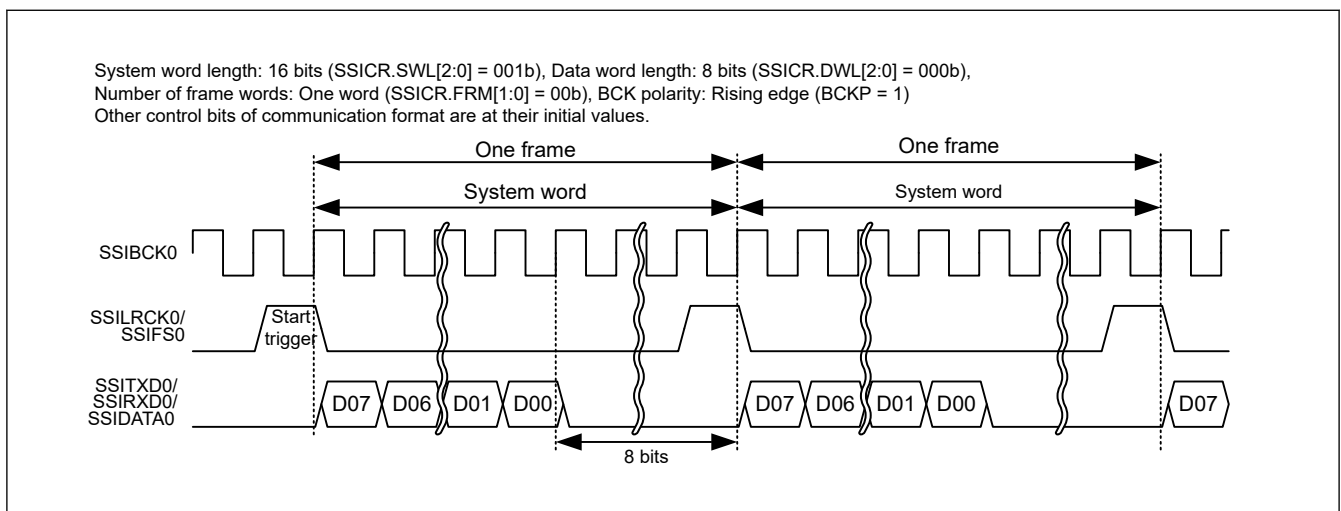 System word length: 16 bits (SSICR.SWL[2:0] = 001b), Data word length: 8 bits (SSICR.DWL[2:0] = 000b),
Number of frame words: One word (SSICR.FRM[1:0] = 00b), BCK polarity: Rising edge (BCKP = 1)
Other control bits of communication format are at their initial values.
One frame One frame
System word System word
SSIBCK0
SSILRCK0/
SSIFS0
Start
trigger
SSITXD0/
SSIRXD0/
SSIDATA0
D07 D06 D01 D00 D07 D06 D01 D00 D07
8 bits